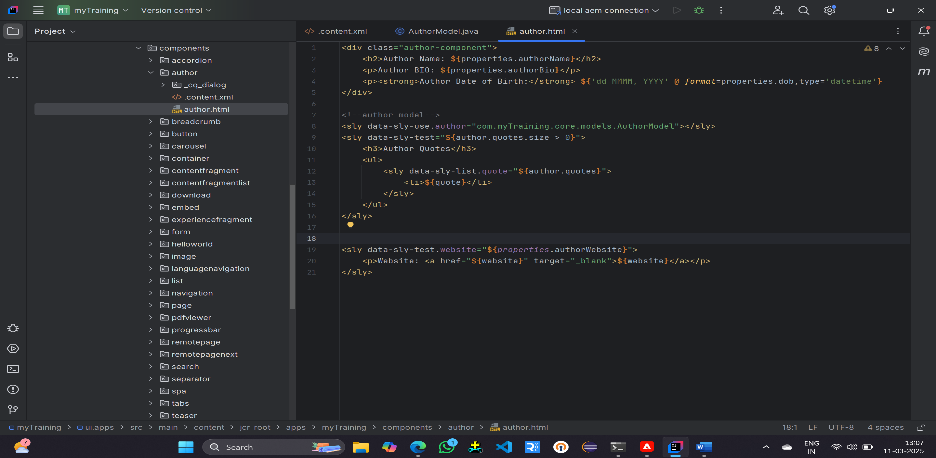 MT myTraining Version control local aem connection
Project
.content.xml AuthorModel.java author.html
components
accordion
author
_cq_dialog
.content.xml
author.html
breadcrumb
button
carousel
container
contentfragment
contentfragmentlist
download
embed
experiencefragment
form
helloworld
image
languagenavigation
list
navigation
page
pdfviewer
progressbar
remotepage
remotepagenext
search
separator
spa
tabs
teaser
8
1 <div class="author-component">
2 <h2>Author Name: ${properties.authorName}</h2>
3 <p>Author BIO: ${properties.authorBio}</p>
4 <p><strong>Author Date of Birth:</strong> ${'dd MMMM, YYYY' @ format=properties.dob,type='datetime'}
5 </div>
6
7 <!-- author model -->
8 <sly data-sly-use.author="com.myTraining.core.models.AuthorModel"></sly>
9 <sly data-sly-test="${author.quotes.size > 0}">
10 <h3>Author Quotes</h3>
11 <ul>
12 <sly data-sly-list.quote="${author.quotes}">
13 <li>${quote}</li>
14 </sly>
15 </ul>
16 </sly>
17
18
19 <sly data-sly-test.website="${properties.authorWebsite}">
20 <p>Website: <a href="${website}" target="_blank">${website}</a></p>
21 </sly>
myTraining ui.apps src main content jcr_root apps myTraining components author author.html 18:1 LF UTF-8 4 spaces
Search
ENG
IN
13:07
11-03-2025